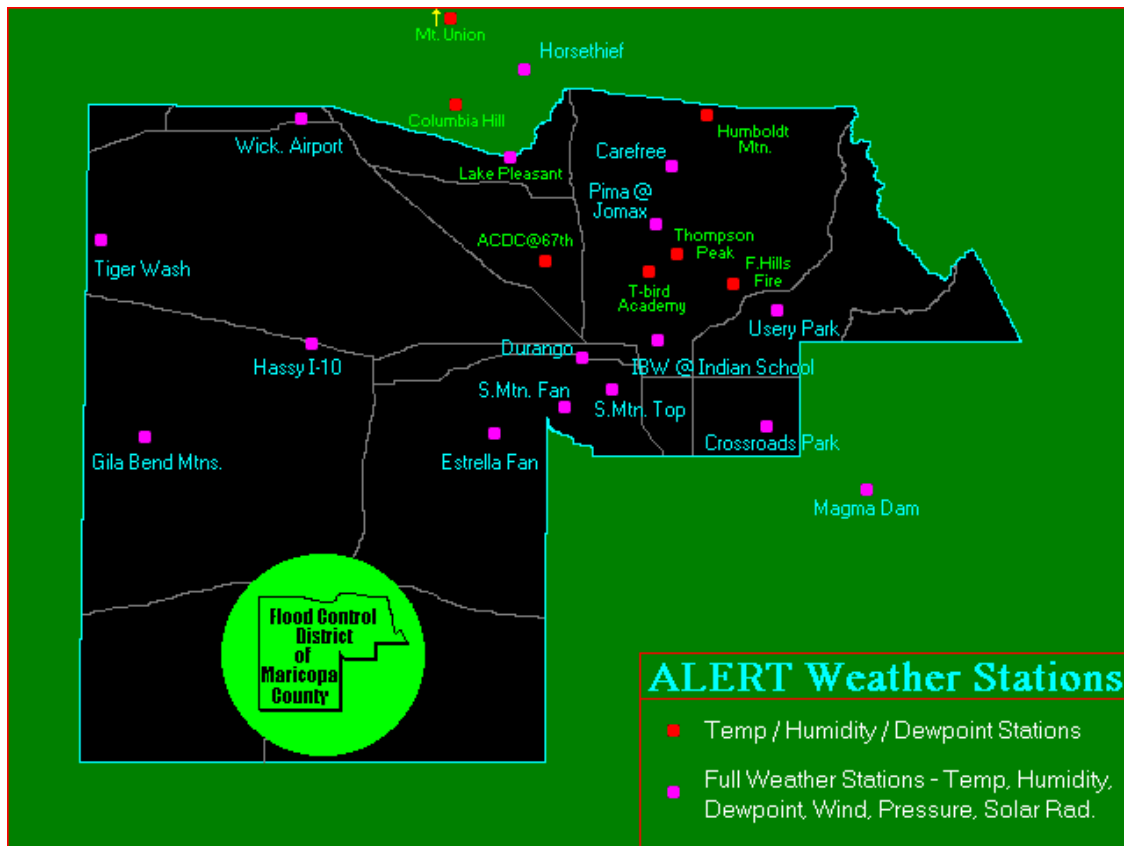 Mt. Union
Horsethief
Columbia Hill
Humboldt
Mtn.
Wick. Airport
Carefree
Lake Pleasant
Pima @
Jomax
ACDC@67th
Thompson
Peak
Tiger Wash
F.Hills
Fire
T-bird
Academy
Usery Park
Durango
Hassy I-10
IBW @ Indian School
S.Mtn. Fan
S.Mtn. Top
Crossroads Park
Gila Bend Mtns.
Estrella Fan
Magma Dam
Flood Control
District
of
Maricopa
County
ALERT Weather Stations
Temp / Humidity / Dewpoint Stations
Full Weather Stations - Temp, Humidity,
Dewpoint, Wind, Pressure, Solar Rad.